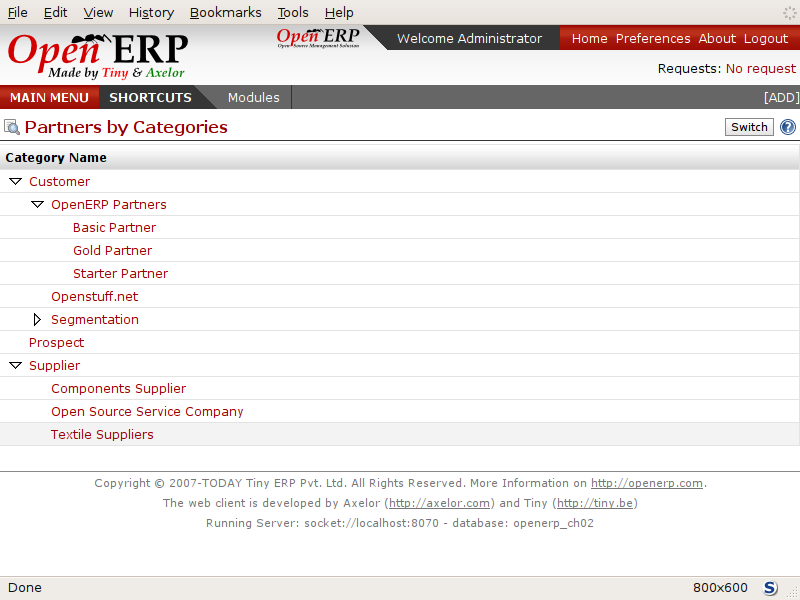 File Edit View History Bookmarks Tools Help
Open ERP
Made by Tiny & Axelor
Open ERP
Open Source Management Solution
Welcome Administrator
Home Preferences About Logout
Requests: No request
MAIN MENU SHORTCUTS Modules [ADD]
Partners by Categories Switch ?
Category Name
Customer
OpenERP Partners
Basic Partner
Gold Partner
Starter Partner
Openstuff.net
Segmentation
Prospect
Supplier
Components Supplier
Open Source Service Company
Textile Suppliers
Copyright © 2007-TODAY Tiny ERP Pvt. Ltd. All Rights Reserved. More Information on http://openerp.com.
The web client is developed by Axelor (http://axelor.com) and Tiny (http://tiny.be)
Running Server: socket://localhost:8070 - database: openerp_ch02
Done 800x600 S